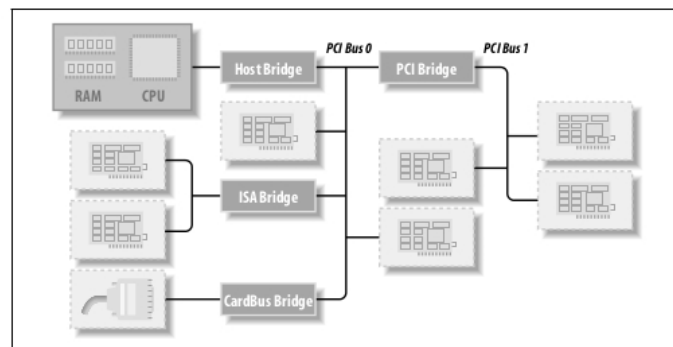 PCI Bus 0
PCI Bus 1
Host Bridge
PCI Bridge
RAM
CPU
ISA Bridge
CardBus Bridge